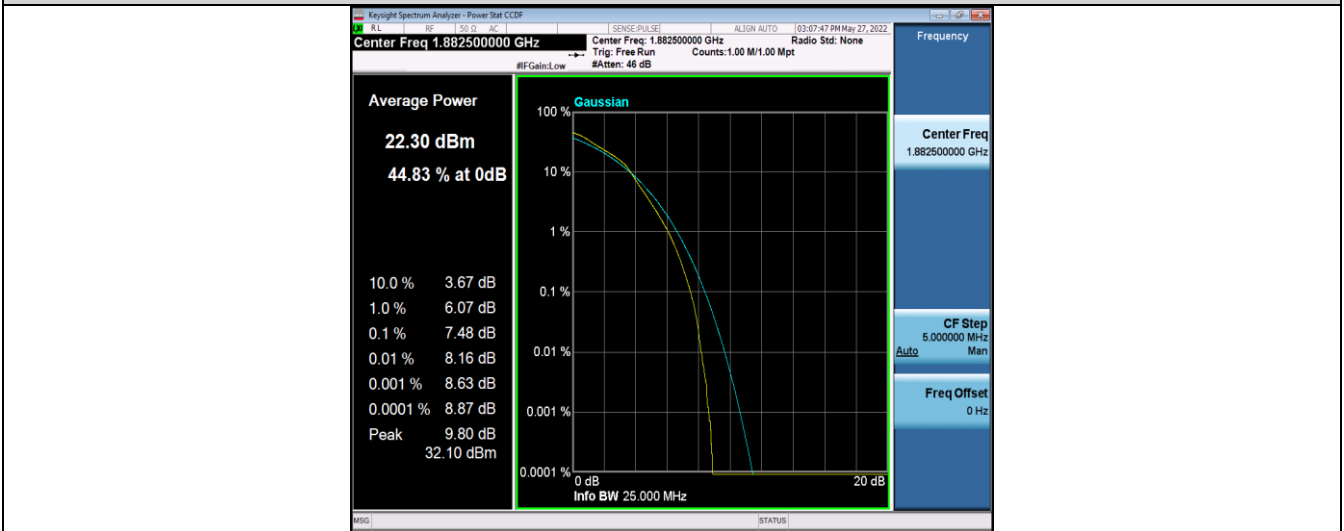 Keysight Spectrum Analyzer - Power Stat CCDF
RL RF 50 Ω AC SENSE:PULSE ALIGN AUTO 03:07:47 PM May 27, 2022
Center Freq 1.882500000 GHz
Center Freq: 1.882500000 GHz Radio Std: None
Trig: Free Run Counts:1.00 M/1.00 Mpt
#IFGain:Low #Atten: 46 dB
Frequency
Average Power
22.30 dBm
44.83 % at 0dB
10.0 % 3.67 dB
1.0 % 6.07 dB
0.1 % 7.48 dB
0.01 % 8.16 dB
0.001 % 8.63 dB
0.0001 % 8.87 dB
Peak 9.80 dB
32.10 dBm
Gaussian
100 %
10 %
1 %
0.1 %
0.01 %
0.001 %
0.0001 %
0 dB 20 dB
Info BW 25.000 MHz
Center Freq
1.882500000 GHz
CF Step
5.000000 MHz
Auto Man
Freq Offset
0 Hz
MSG STATUS